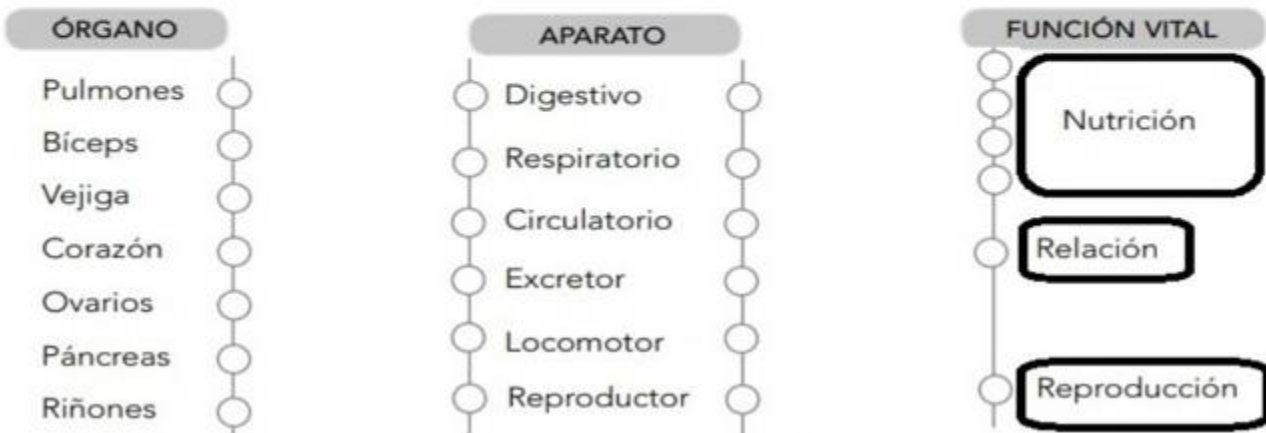 ÓRGANO
Pulmones
Bíceps
Vejiga
Corazón
Ovarios
Páncreas
Riñones
APARATO
Digestivo
Respiratorio
Circulatorio
Excretor
Locomotor
Reproductor
FUNCIÓN VITAL
Nutrición
Relación
Reproducción